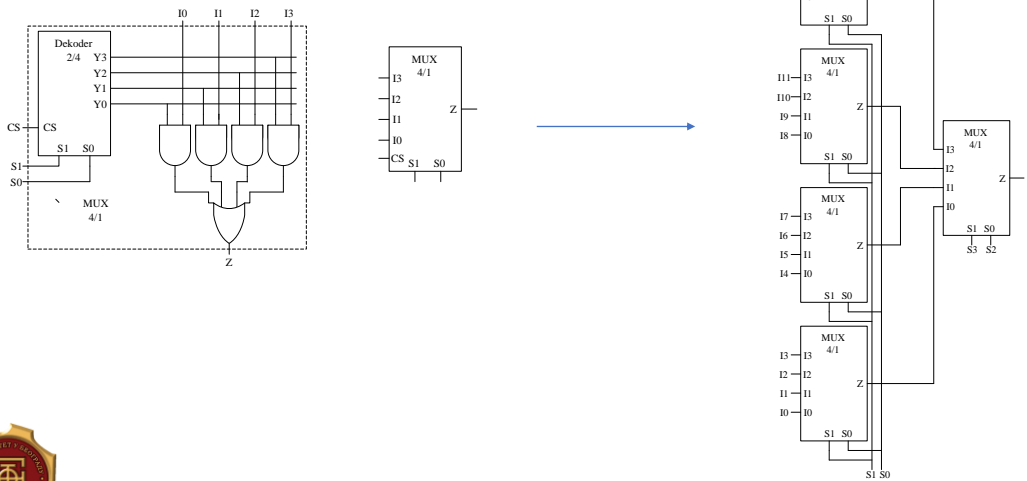 I0 I1 I2 I3
Dekoder
2/4
Y3
Y2
Y1
Y0
CS CS
S1 S0
S1
S0
MUX
4/1
Z
MUX
4/1
I3
I2
Z
I1
I0
CS
S1 S0
S1 S0
MUX
4/1
I11 I3
I10 I2
Z
I9 I1
I8 I0
S1 S0
MUX
4/1
I7 I3
I6 I2
Z
I5 I1
I4 I0
S1 S0
MUX
4/1
I3 I3
I2 I2
Z
I1 I1
I0 I0
S1 S0
S1 S0
MUX
4/1
I3
I2
Z
I1
I0
S1 S0
S3 S2